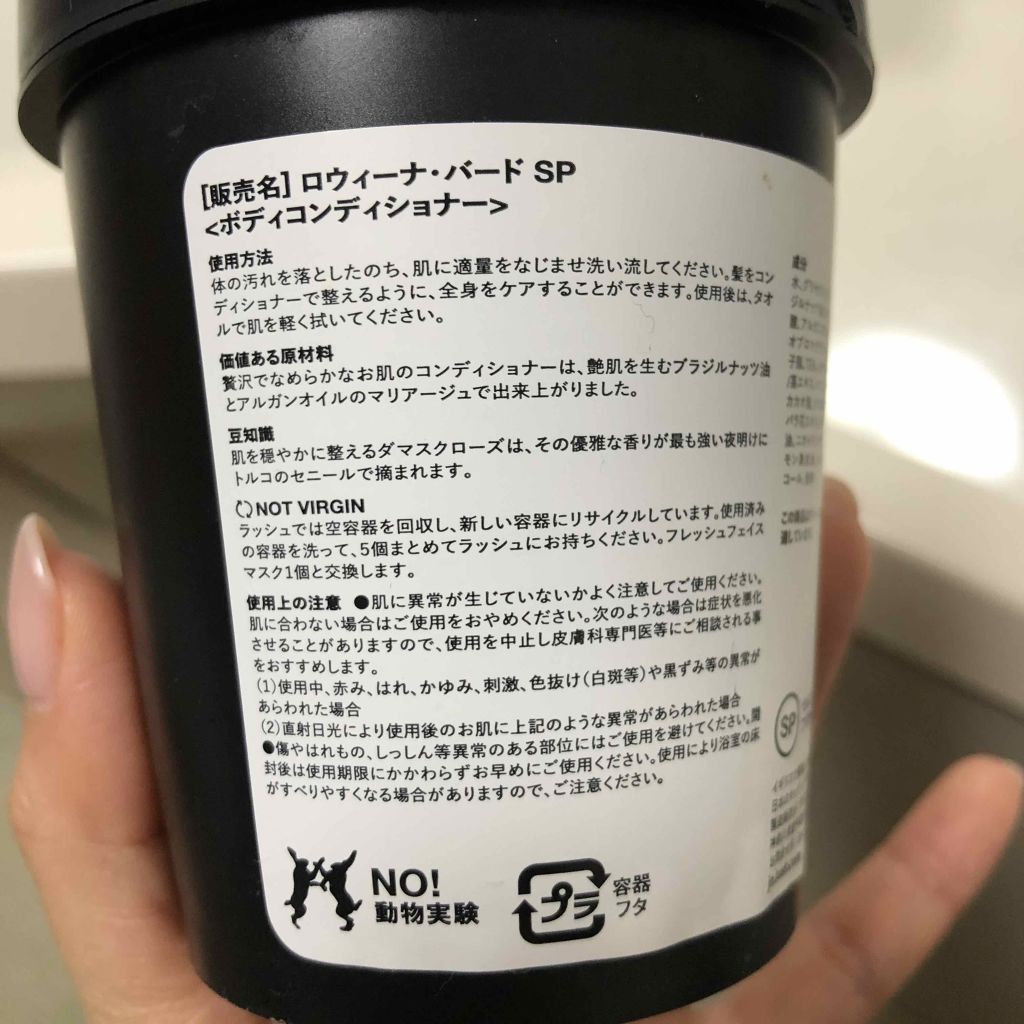 [販売名] ロウィーナ・バード SP
<ボディコンディショナー>
使用方法
体の汚れを落としたのち、肌に適量をなじませ洗い流してください。髪をコン
ディショナーで整えるように、全身をケアすることができます。使用後は、タオ
ルで肌を軽く拭いてください。
価値ある原材料
贅沢でなめらかなお肌のコンディショナーは、艶肌を生むブラジルナッツ油
とアルガンオイルのマリアージュで出来上がりました。
豆知識
肌を穏やかに整えるダマスクローズは、その優雅な香りが最も強い夜明けに
トルコのセニールで摘まれます。
NOT VIRGIN
ラッシュでは空容器を回収し、新しい容器にリサイクルしています。使用済み
の容器を洗って、5個まとめてラッシュにお持ちください。フレッシュフェイス
マスク1個と交換します。
使用上の注意 ●肌に異常が生じていないかよく注意してご使用ください。
肌に合わない場合はご使用をおやめください。次のような場合は症状を悪化
させることがありますので、使用を中止し皮膚科専門医等にご相談される事
をおすすめします。
(1)使用中、赤み、はれ、かゆみ、刺激、色抜け(白斑等)や黒ずみ等の異常が
あらわれた場合
(2)直射日光により使用後のお肌に上記のような異常があらわれた場合
●傷やはれもの、しっしん等異常のある部位にはご使用を避けてください。開
封後は使用期限にかかわらずお早めにご使用ください。使用により浴室の床
がすべりやすくなる場合がありますので、ご注意ください。
NO!
動物実験
プラ
容器
フタ
成分
SP